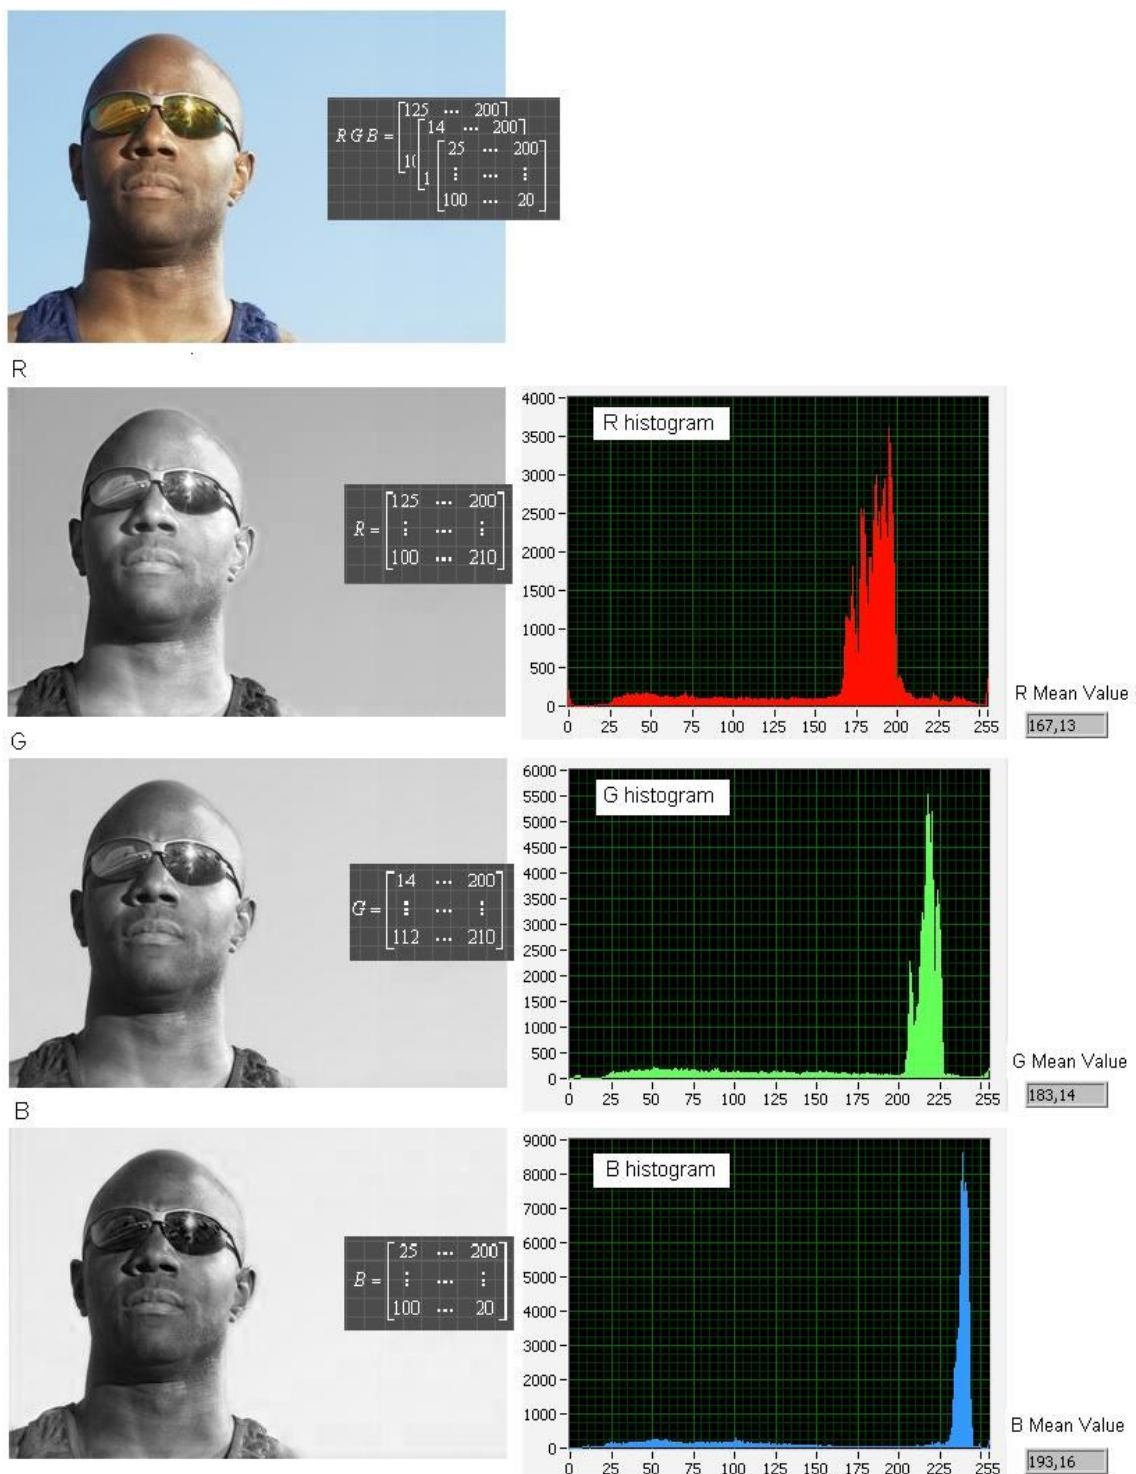 RGB =
125 ... 200
14 ... 200
25 ... 200
⋮ ... ⋮
10
1
100 ... 20
R
R =
125 ... 200
⋮ ... ⋮
100 ... 210
R histogram
4000
3500
3000
2500
2000
1500
1000
500
0
0 25 50 75 100 125 150 175 200 225 255
R Mean Value
167,13
G
G =
14 ... 200
⋮ ... ⋮
112 ... 210
G histogram
6000
5500
5000
4500
4000
3500
3000
2500
2000
1500
1000
500
0
0 25 50 75 100 125 150 175 200 225 255
G Mean Value
183,14
B
B =
25 ... 200
⋮ ... ⋮
100 ... 20
B histogram
9000
8000
7000
6000
5000
4000
3000
2000
1000
0
0 25 50 75 100 125 150 175 200 225 255
B Mean Value
193,16